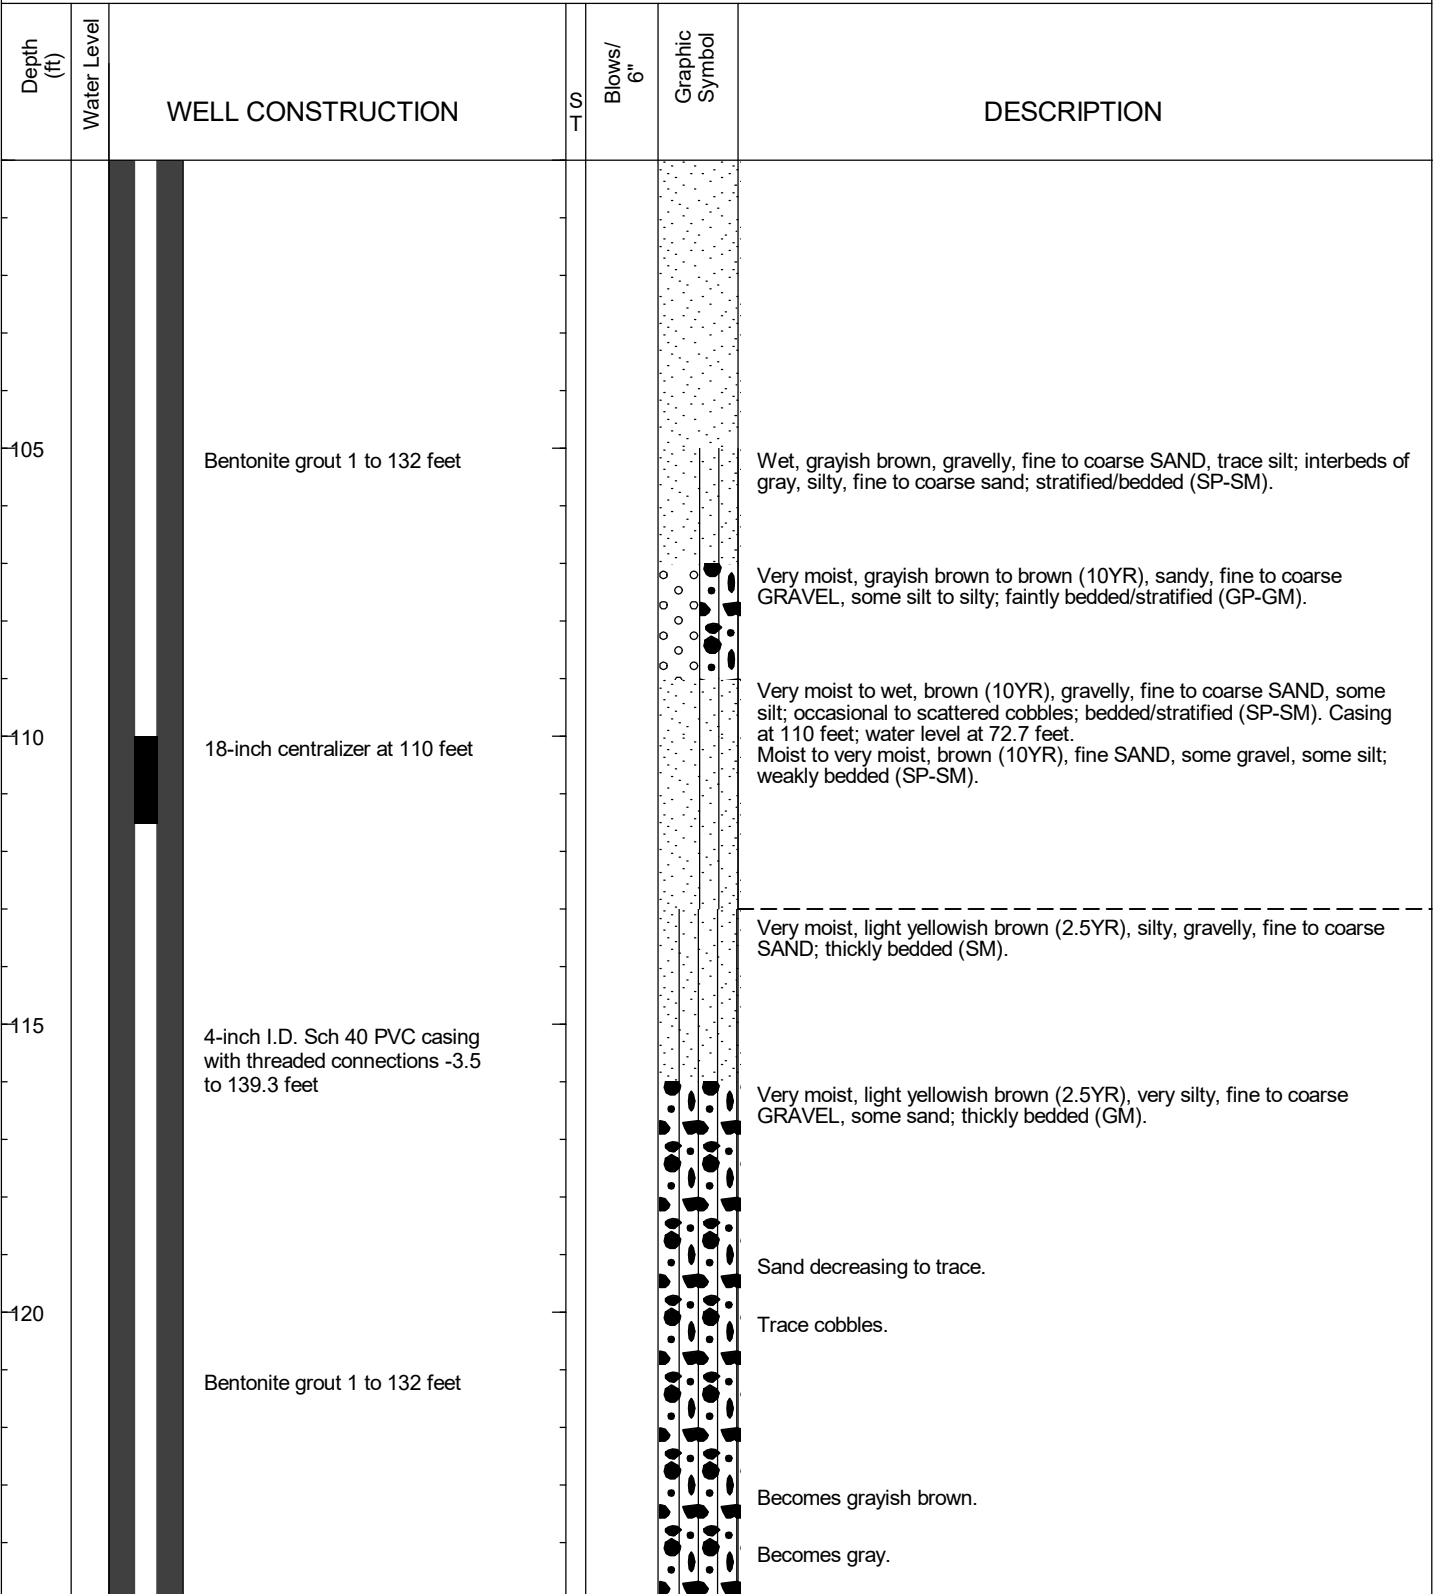 Depth
(ft)
Water Level
WELL CONSTRUCTION
S
T
Blows/
6"
Graphic
Symbol
DESCRIPTION
105
Bentonite grout 1 to 132 feet
Wet, grayish brown, gravelly, fine to coarse SAND, trace silt; interbeds of
gray, silty, fine to coarse sand; stratified/bedded (SP-SM).
Very moist, grayish brown to brown (10YR), sandy, fine to coarse
GRAVEL, some silt to silty; faintly bedded/stratified (GP-GM).
Very moist to wet, brown (10YR), gravelly, fine to coarse SAND, some
silt; occasional to scattered cobbles; bedded/stratified (SP-SM). Casing
at 110 feet; water level at 72.7 feet.
110
18-inch centralizer at 110 feet
Moist to very moist, brown (10YR), fine SAND, some gravel, some silt;
weakly bedded (SP-SM).
Very moist, light yellowish brown (2.5YR), silty, gravelly, fine to coarse
SAND; thickly bedded (SM).
115
4-inch I.D. Sch 40 PVC casing
with threaded connections -3.5
to 139.3 feet
Very moist, light yellowish brown (2.5YR), very silty, fine to coarse
GRAVEL, some sand; thickly bedded (GM).
Sand decreasing to trace.
120
Trace cobbles.
Bentonite grout 1 to 132 feet
Becomes grayish brown.
Becomes gray.